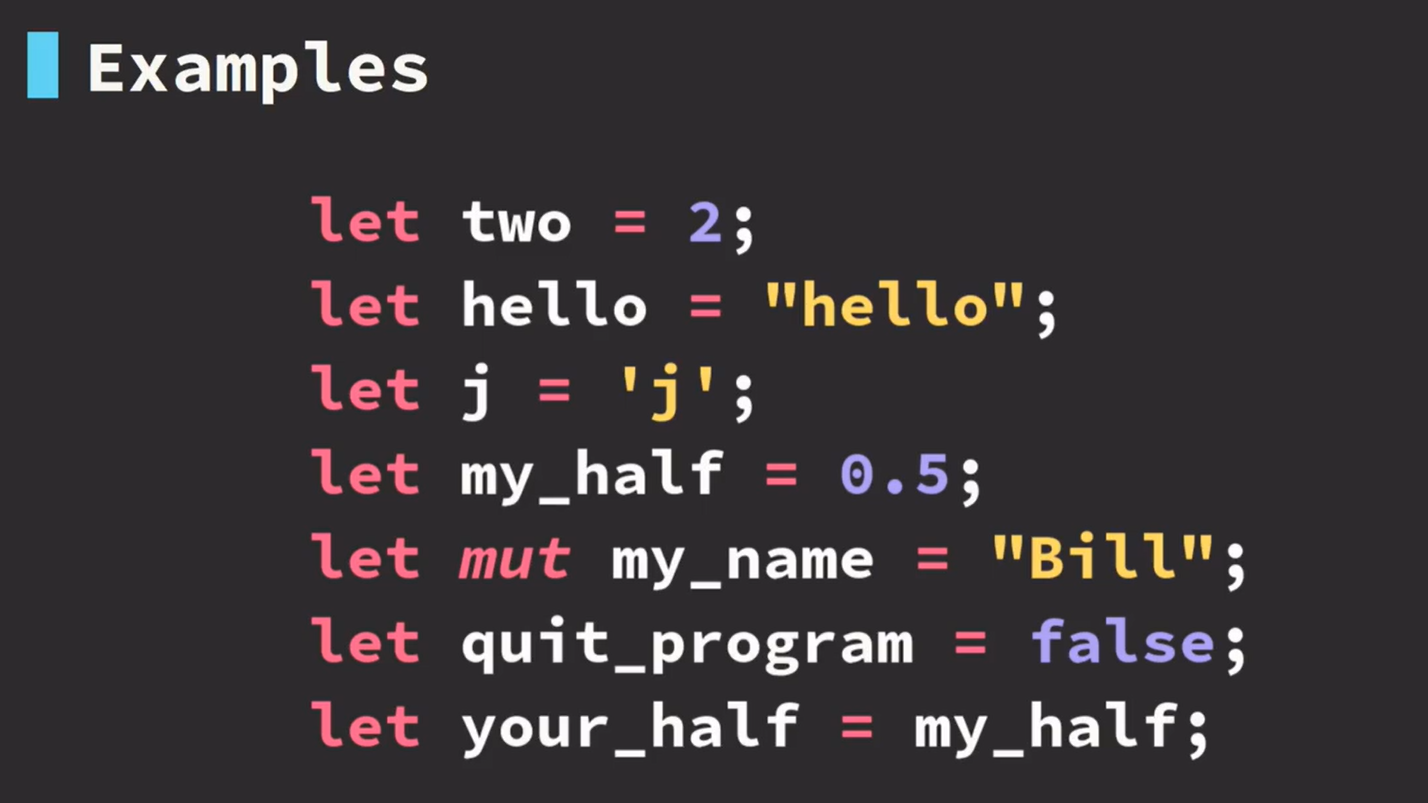 Examples
let two = 2;
let hello = "hello";
let j = 'j';
let my_half = 0.5;
let mut my_name = "Bill";
let quit_program = false;
let your_half = my_half;